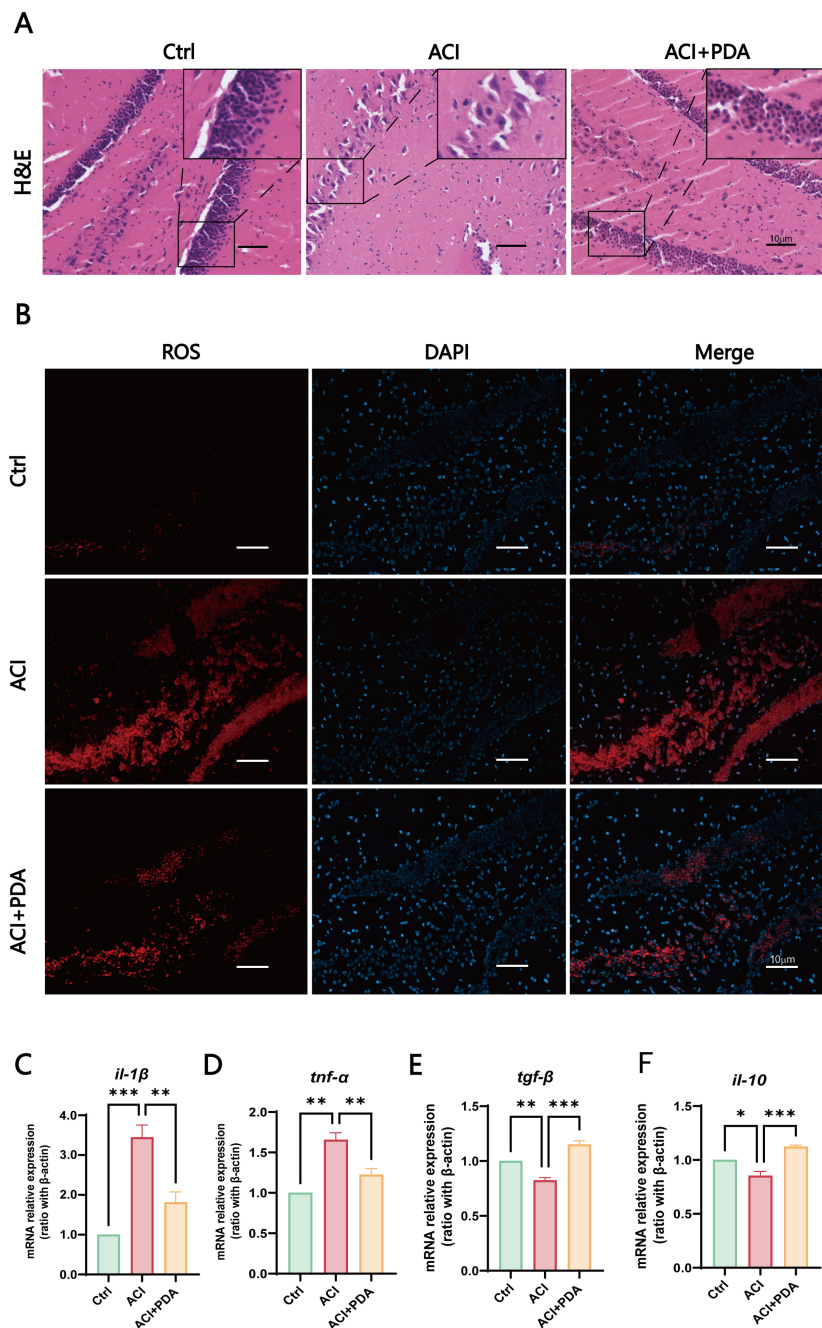 A
Ctrl
ACI
ACI+PDA
H&E
10μm
B
ROS
DAPI
Merge
Ctrl
ACI
ACI+PDA
10μm
C
il-1β
*** **
mRNA relative expression
(ratio with β-actin)
4.0
3.0
2.0
1.0
0.0
Ctrl
ACI
ACI+PDA
D
tnf-α
** **
mRNA relative expression
(ratio with β-actin)
2.0
1.5
1.0
0.5
0.0
Ctrl
ACI
ACI+PDA
E
tgf-β
** ***
mRNA relative expression
(ratio with β-actin)
1.5
1.0
0.5
0.0
Ctrl
ACI
ACI+PDA
F
il-10
* ***
mRNA relative expression
(ratio with β-actin)
1.5
1.0
0.5
0.0
Ctrl
ACI
ACI+PDA